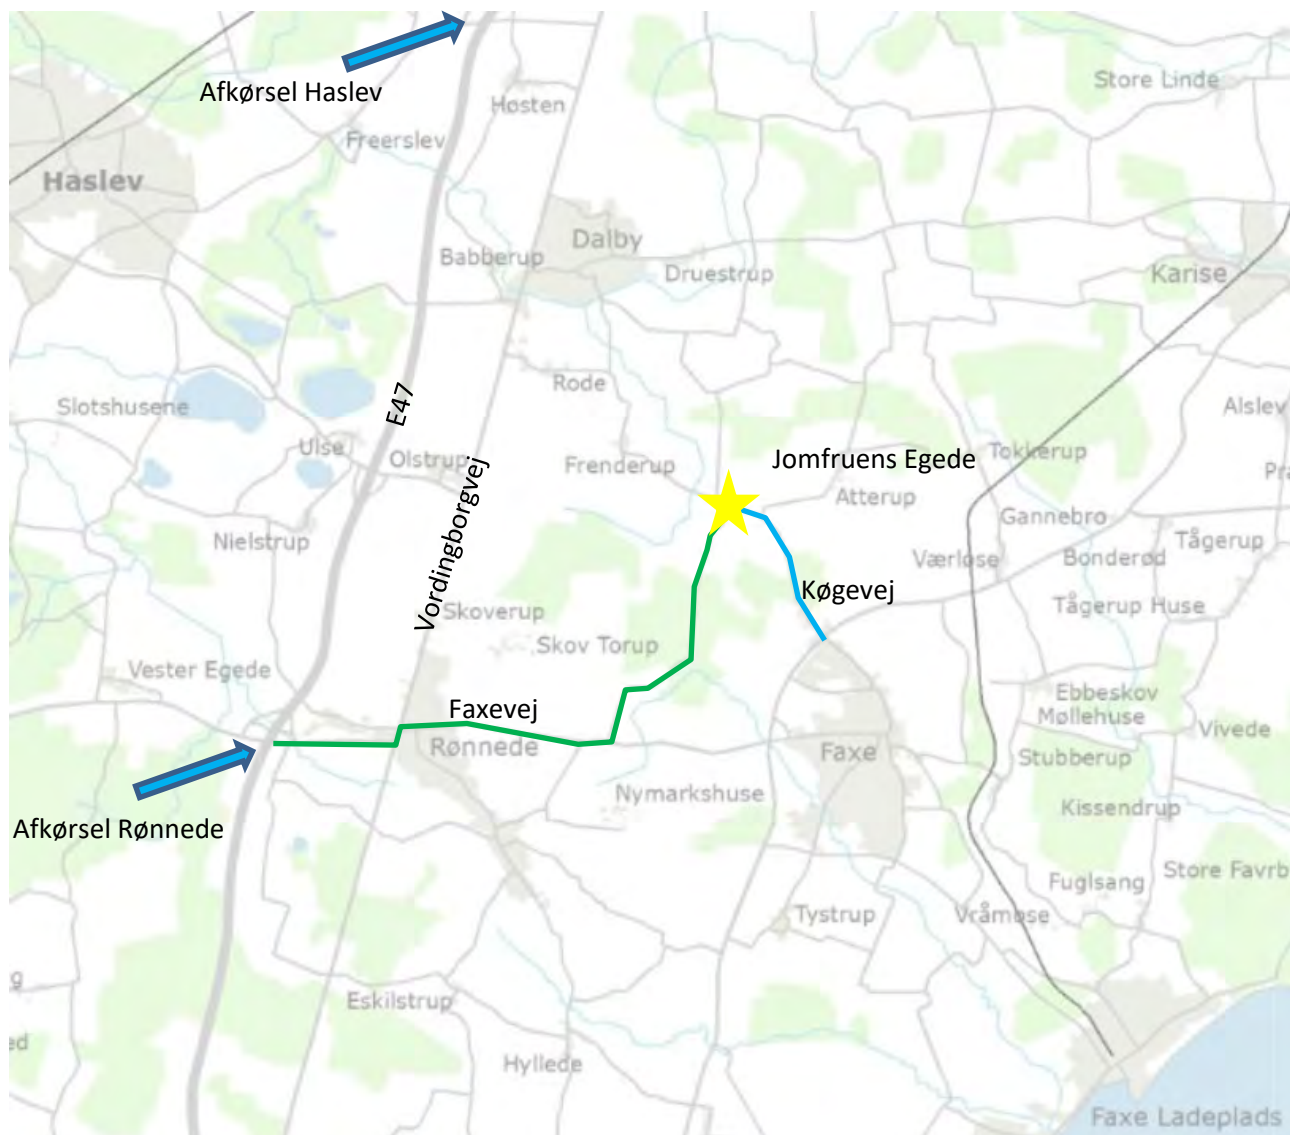 Afkørsel Haslev
Store Linde
Høsten
Freerslev
Haslev
Dalby
Babberup
Druestrup
Karise
Rode
E47
Slotshusene
Alslev
Ulse
Olstrup
Vordingborgvej
Frenderup
Jomfruens Egede
Tokkerup
Atterup
Gannebro
Nielstrup
Tågerup
Værløse
Bonderød
Køgevej
Skoverup
Tågerup Huse
Skov Torup
Vester Egede
Ebbeskov
Møllehuse
Faxevej
Vivede
Rønnede
Faxe
Stubberup
Nymarkshuse
Kissendrup
Afkørsel Rønnede
Store Favrb
Fuglsang
Tystrup
Vråmose
Eskilstrup
Hyllede
Faxe Ladeplads